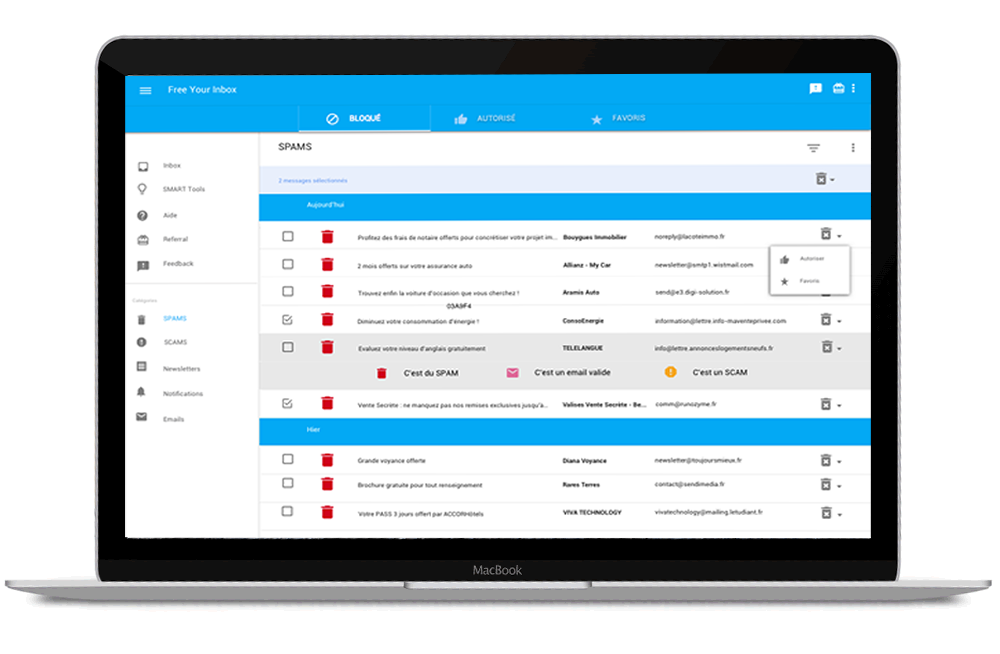 Free Your Inbox
BLOQUÉ AUTORISÉ FAVORIS
SPAMS
2 messages sélectionnés
Aujourd'hui
Inbox
SMART Tools
Aide
Referral
Feedback
Catégories
SPAMS
SCAMS
Newsletters
Notifications
Emails
Profitez des frais de notaire offerts pour concrétiser votre projet im... Bouygues Immobilier noreply@lacoteimmo.fr
Autoriser
Favoris
2 mois offerts sur votre assurance auto Allianz - My Car newsletter@smtp1.wistmail.com
Trouvez enfin la voiture d'occasion que vous cherchez ! Aramis Auto send@e3.digi-solution.fr
03A9F4
Diminuez votre consommation d'énergie ! ConsoEnergie information@lettre.info-maventeprivee.com
Evaluez votre niveau d'anglais gratuitement TELELANGUE info@lettre.annonceslogementsneufs.fr
C'est du SPAM C'est un email valide C'est un SCAM
Vente Secrète : ne manquez pas nos remises exclusives jusqu'a... Valises Vente Secrète - Be... comm@runozyme.fr
Hier
Grande voyance offerte Diana Voyance newsletter@toujoursmieux.fr
Brochure gratuite pour tout renseignement Rares Terres contact@sendimedia.fr
Votre PASS 3 jours offert par ACCORHôtels VIVA TECHNOLOGY vivatechnology@mailing.letudiant.fr
MacBook